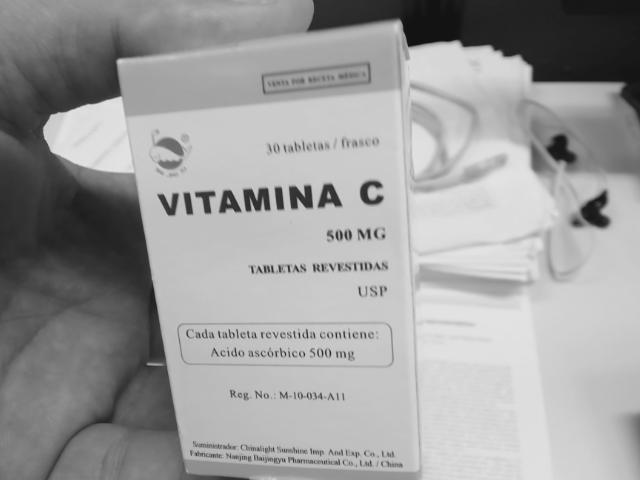 VENTA POR RECETA MÉDICA
30 tabletas / frasco
VITAMINA C
500 MG
TABLETAS REVESTIDAS
USP
Cada tableta revestida contiene:
Acido ascórbico 500 mg
Reg. No.: M-10-034-A11
Suministrador: Chinalight Sunshine Imp. And Exp. Co., Ltd.
Fabricante: Nanjing Baijingyu Pharmaceutical Co., Ltd. / China